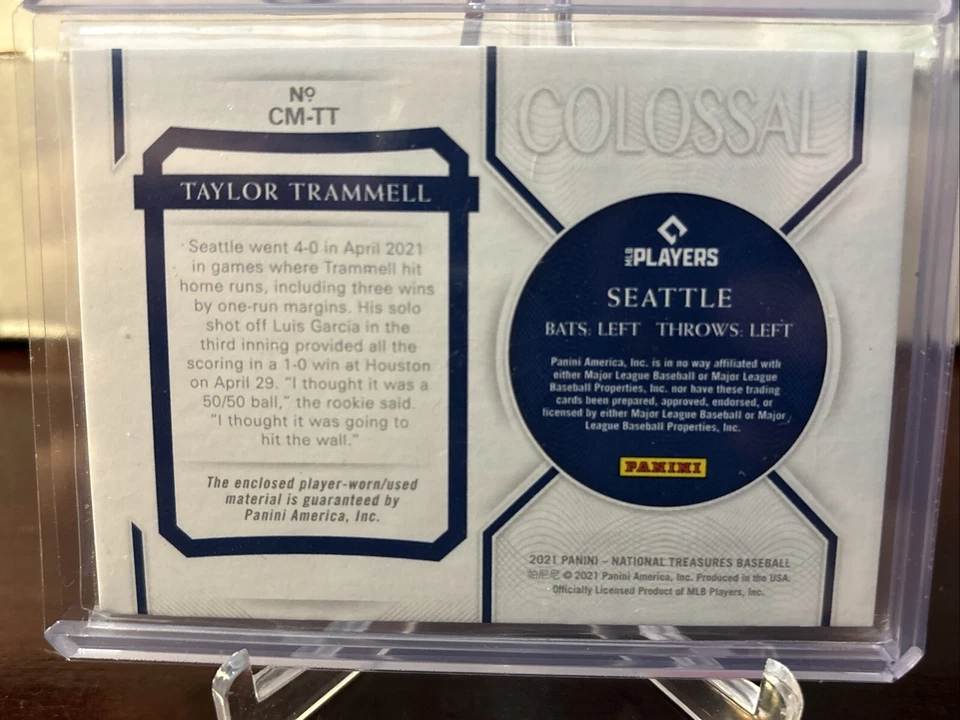 Nº
CM-TT
TAYLOR TRAMMELL
Seattle went 4-0 in April 2021
in games where Trammell hit
home runs, including three wins
by one-run margins. His solo
shot off Luis Garcia in the
third inning provided all the
scoring in a 1-0 win at Houston
on April 29. "I thought it was a
50/50 ball," the rookie said.
"I thought it was going to
hit the wall."
The enclosed player-worn/used
material is guaranteed by
Panini America, Inc.
COLOSSAL
MLB PLAYERS
SEATTLE
BATS: LEFT THROWS: LEFT
Panini America, Inc. is in no way affiliated with
either Major League Baseball or Major League
Baseball Properties, Inc. nor have these trading
cards been prepared, approved, endorsed, or
licensed by either Major League Baseball or Major
League Baseball Properties, Inc.
PANINI
2021 PANINI – NATIONAL TREASURES BASEBALL
帕尼尼 © 2021 Panini America, Inc. Produced in the USA.
Officially Licensed Product of MLB Players, Inc.